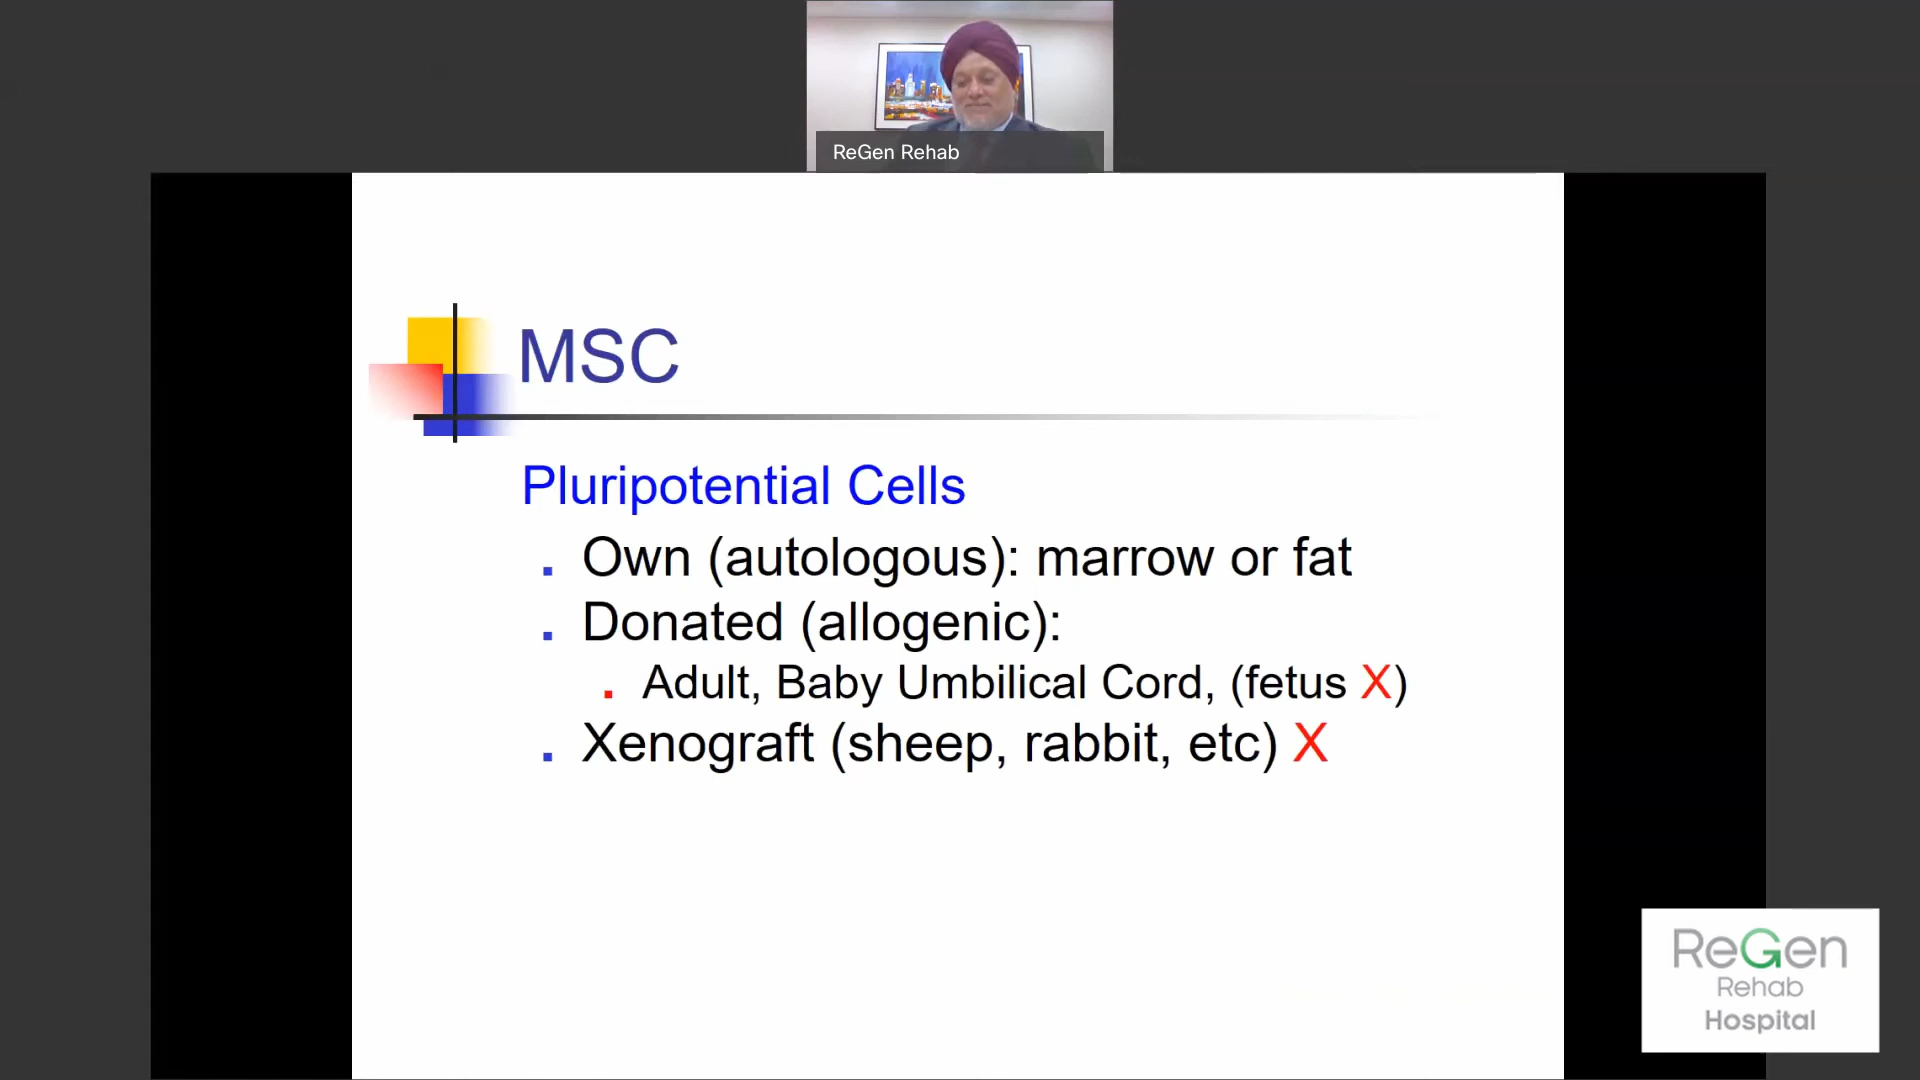 ReGen Rehab
MSC
Pluripotential Cells
Own (autologous): marrow or fat
Donated (allogenic):
Adult, Baby Umbilical Cord, (fetus X)
Xenograft (sheep, rabbit, etc) X
ReGen
Rehab
Hospital